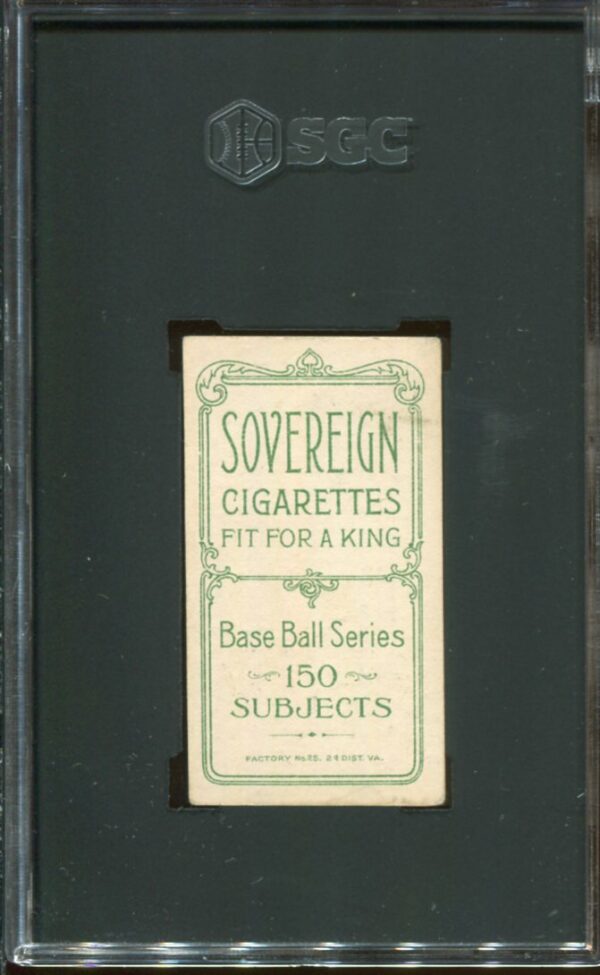 SGC
SOVEREIGN
CIGARETTES
FIT FOR A KING
Base Ball Series
150
SUBJECTS
FACTORY No 25. 2d DIST. VA.